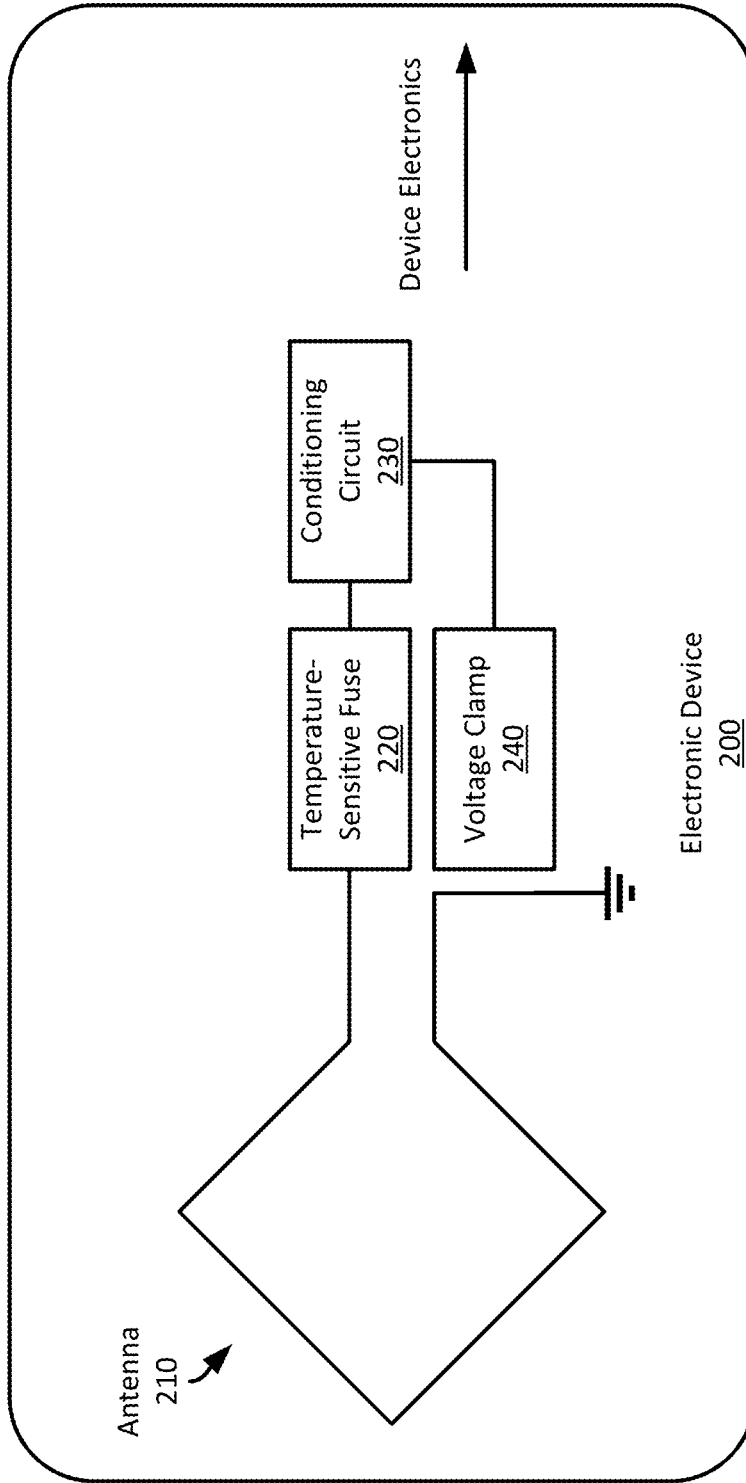 Antenna
210
Temperature-
Sensitive Fuse
220
Conditioning
Circuit
230
Voltage Clamp
240
Device Electronics
Electronic Device
200